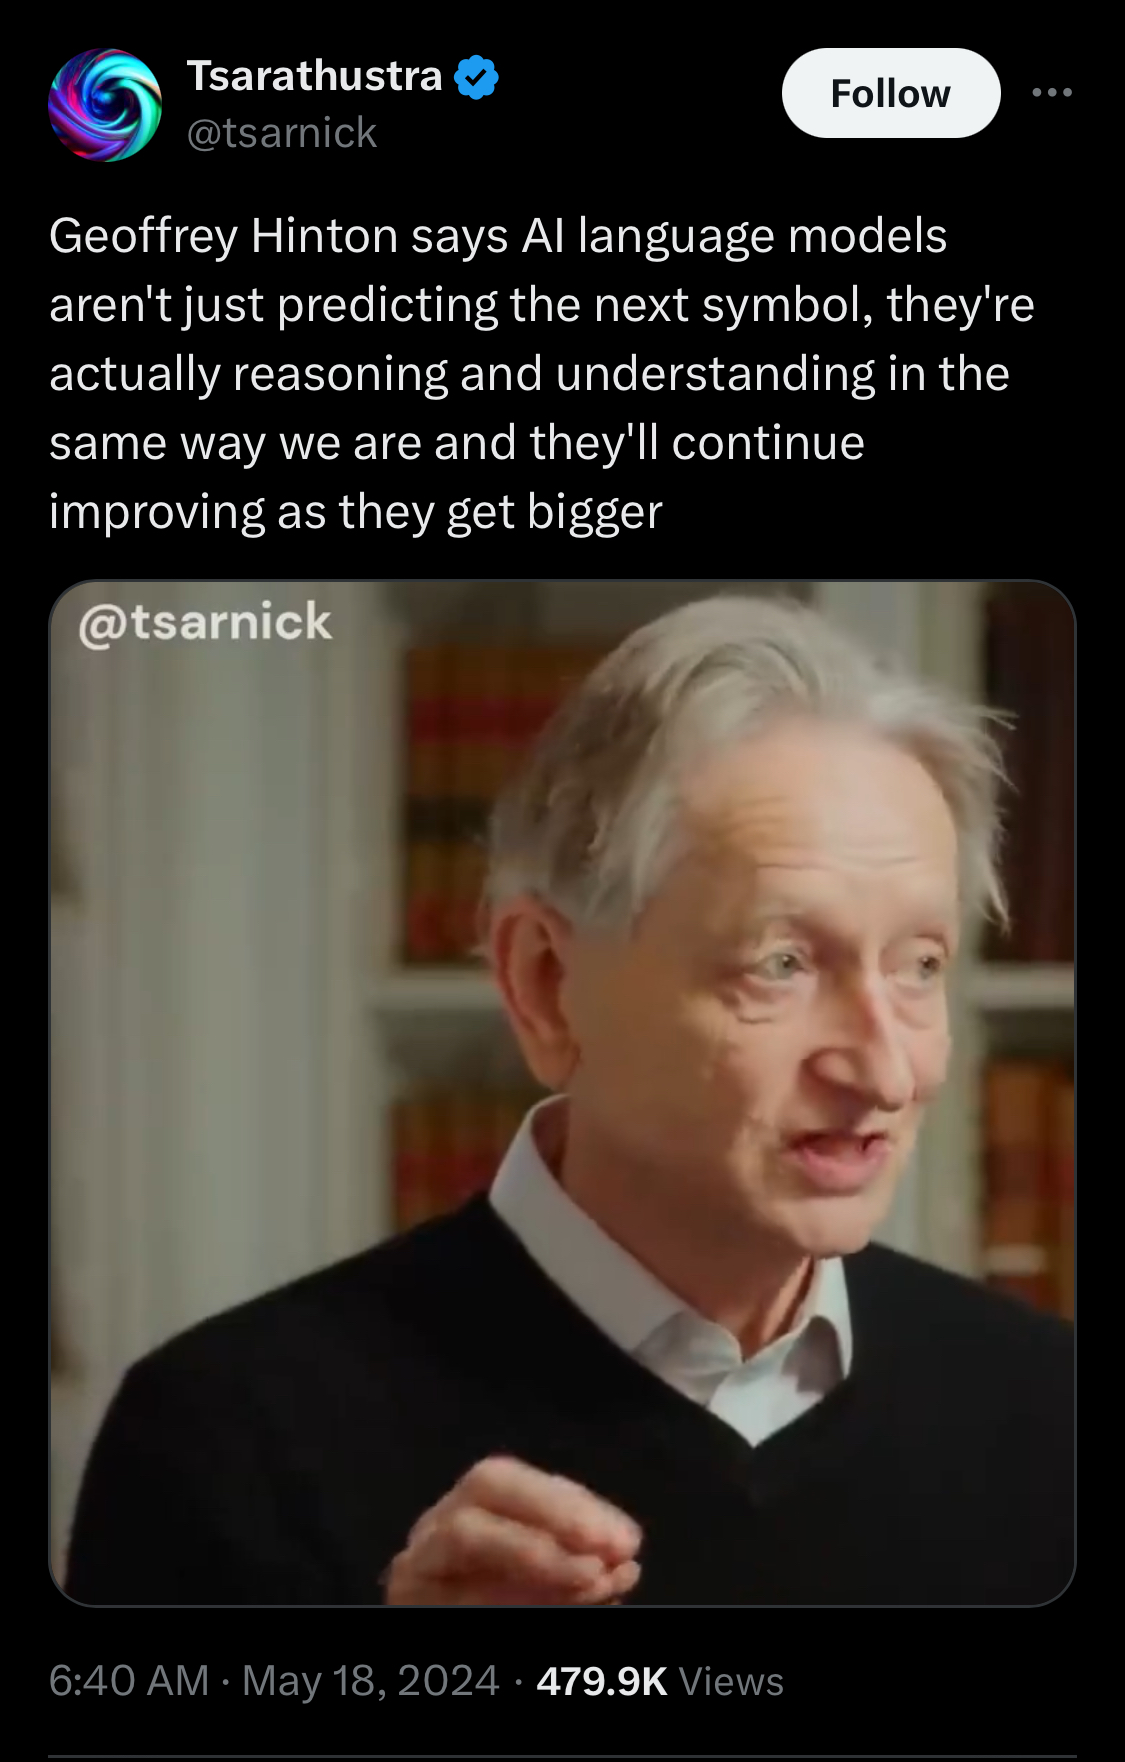 Tsarathustra
Follow
@tsarnick
Geoffrey Hinton says AI language models
aren't just predicting the next symbol, they're
actually reasoning and understanding in the
same way we are and they'll continue
improving as they get bigger
@tsarnick
6:40 AM · May 18, 2024 · 479.9K Views